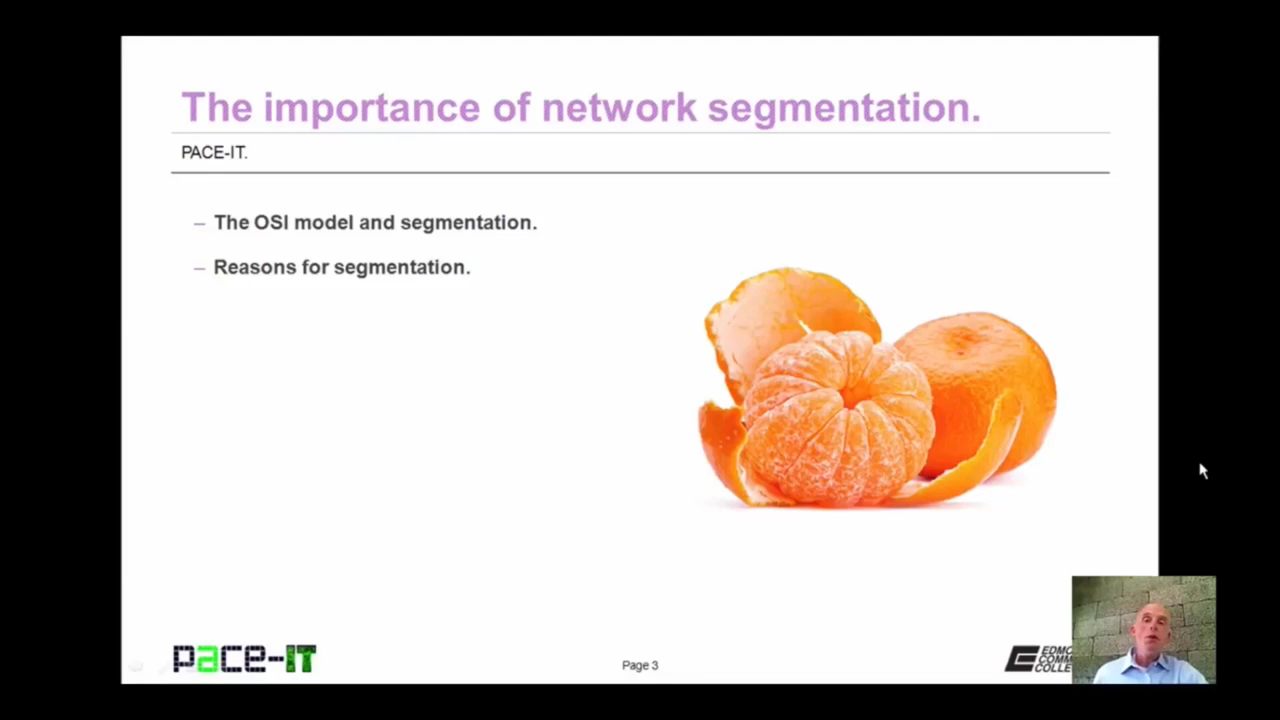 The importance of network segmentation.
PACE-IT.
– The OSI model and segmentation.
– Reasons for segmentation.
pace-IT
Page 3